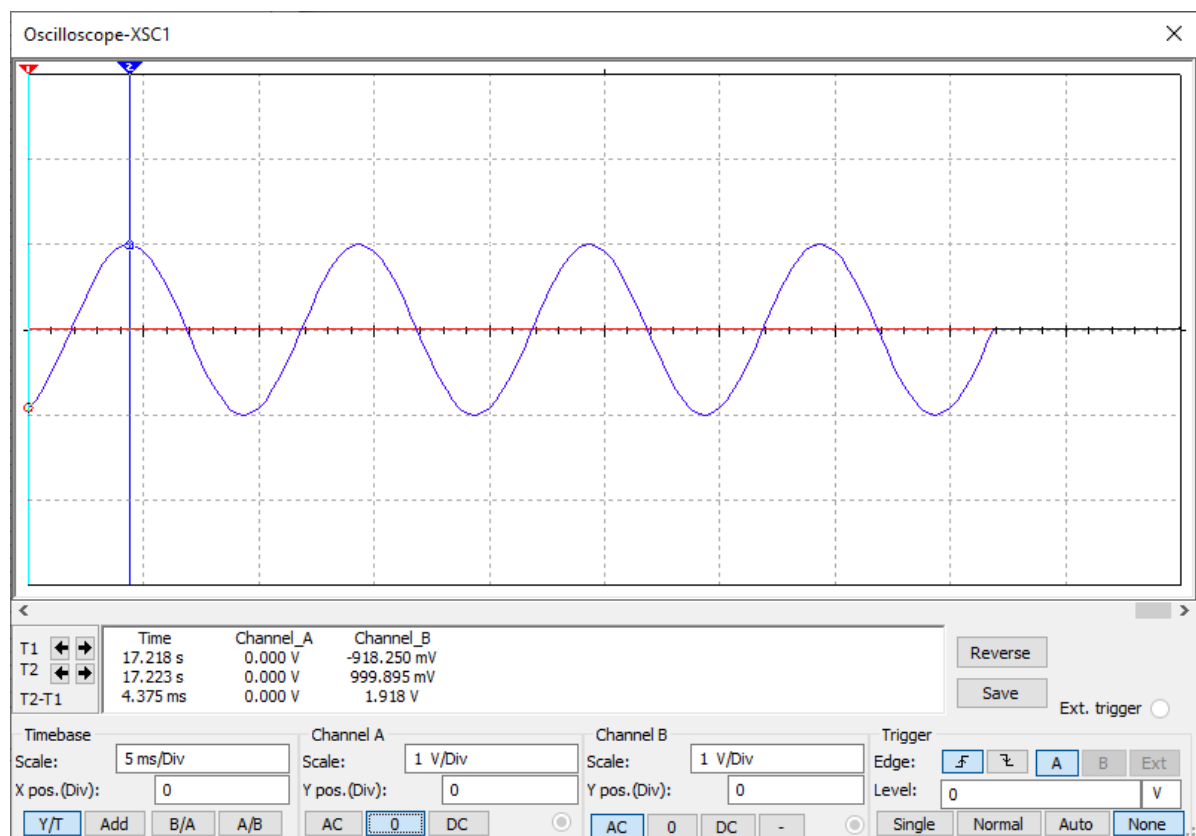 Oscilloscope-XSC1
1 2
Time Channel_A Channel_B
T1 17.218 s 0.000 V -918.250 mV
T2 17.223 s 0.000 V 999.895 mV
T2-T1 4.375 ms 0.000 V 1.918 V
Reverse
Save
Ext. trigger
Timebase Channel A Channel B Trigger
Scale: 5 ms/Div Scale: 1 V/Div Scale: 1 V/Div Edge: A B Ext
X pos.(Div): 0 Y pos.(Div): 0 Y pos.(Div): 0 Level: 0 V
Y/T Add B/A A/B AC 0 DC AC 0 DC - Single Normal Auto None